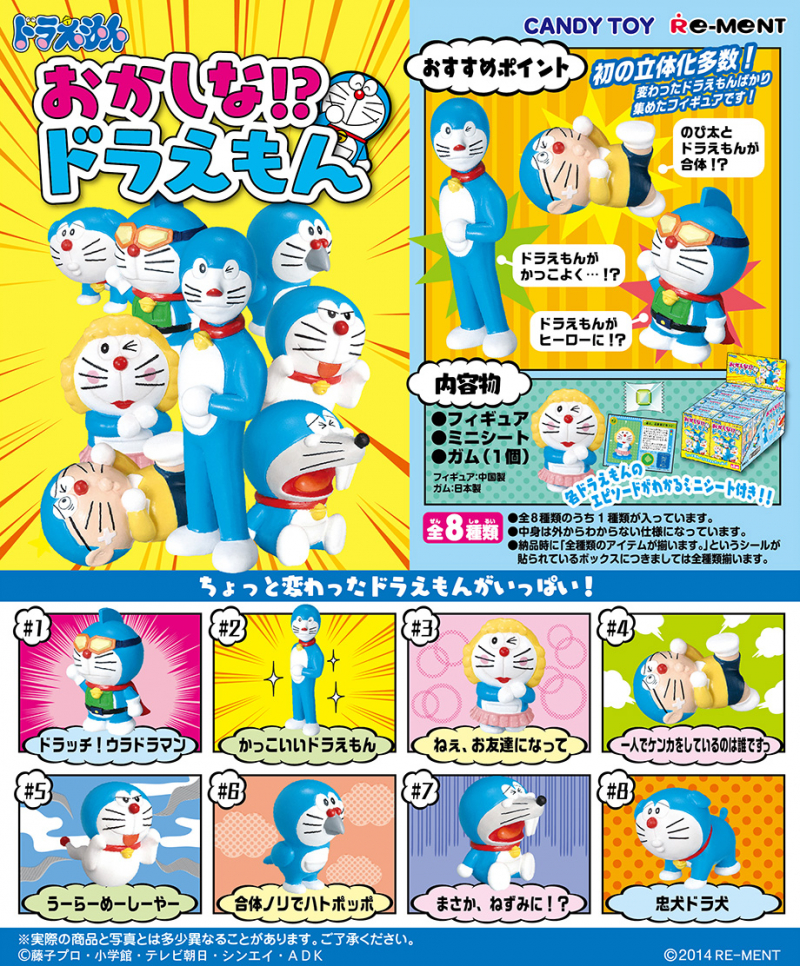 ドラえもん
おかしな!?
ドラえもん
CANDY TOY Re-MeNT
おすすめポイント
初の立体化多数!
変わったドラえもんばかり
集めたフィギュアです!
のび太と
ドラえもんが
合体!?
ドラえもんが
かっこよく…!?
ドラえもんが
ヒーローに!?
内容物
●フィギュア
●ミニシート
●ガム(1個)
フィギュア:中国製
ガム:日本製
各ドラえもんの
エピソードがわかるミニシート付き!!
ぜん しゅ るい
全8種類
●全8種類のうち1種類が入っています。
●中身は外からわからない仕様になっています。
●納品時に「全種類のアイテムが揃います。」というシールが
貼られているボックスにつきましては全種類揃います。
ちょっと変わったドラえもんがいっぱい!
#1
ドラッチ!ウラドラマン
#2
かっこいいドラえもん
#3
ねぇ、お友達になって
#4
一人でケンカをしているのは誰ですっ
#5
うーらーめーしーやー
#6
合体ノリでハトポッポ
#7
まさか、ねずみに!?
#8
忠犬ドラ犬
※実際の商品と写真とは多少異なることがあります。ご了承ください。
©藤子プロ・小学館・テレビ朝日・シンエイ・ADK
©2014 RE-MENT